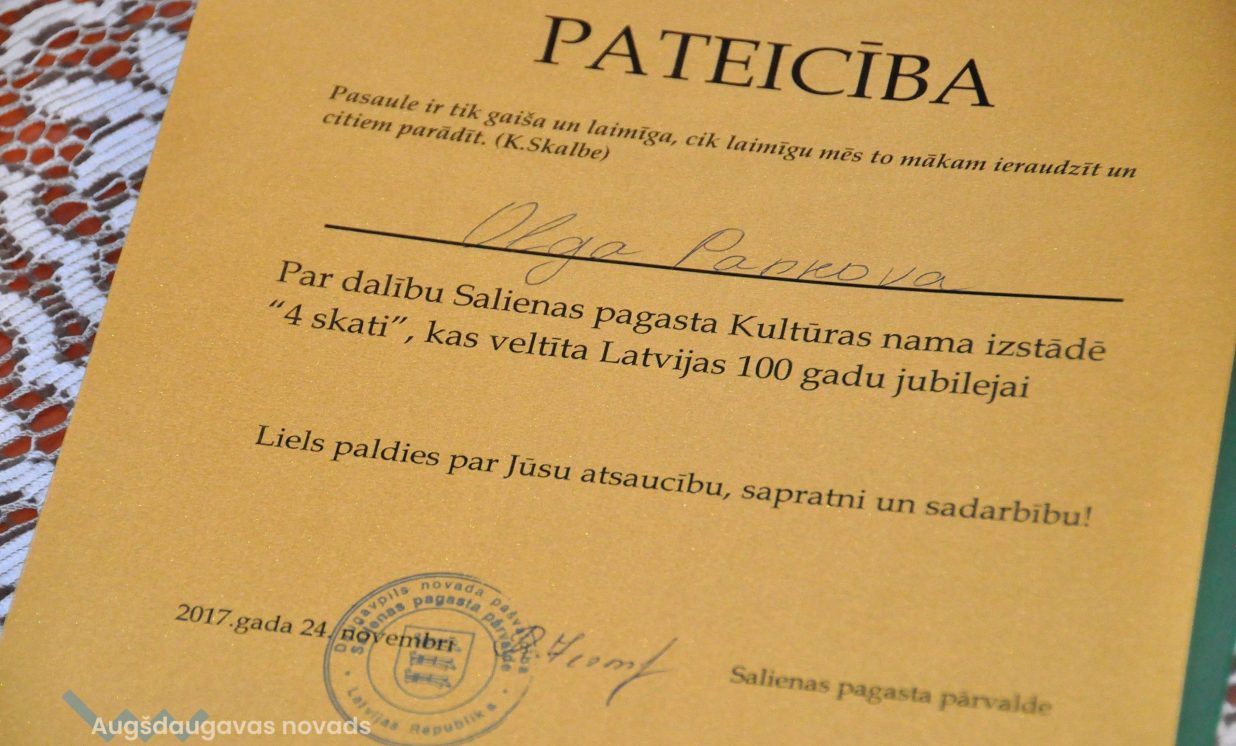 PATEICĪBA
Pasaule ir tik gaiša un laimīga, cik laimīgu mēs to mākam ieraudzīt un
citiem parādīt. (K.Skalbe)
Olga Pankova
Par dalību Salienas pagasta Kultūras nama izstādē
“4 skati”, kas veltīta Latvijas 100 gadu jubilejai
Liels paldies par Jūsu atsaucību, sapratni un sadarbību!
2017.gada 24. novembrī
Daugavpils novada pašvaldība
Salienas pagasta pārvalde
Latvijas Republika
Salienas pagasta pārvalde
Augšdaugavas novads